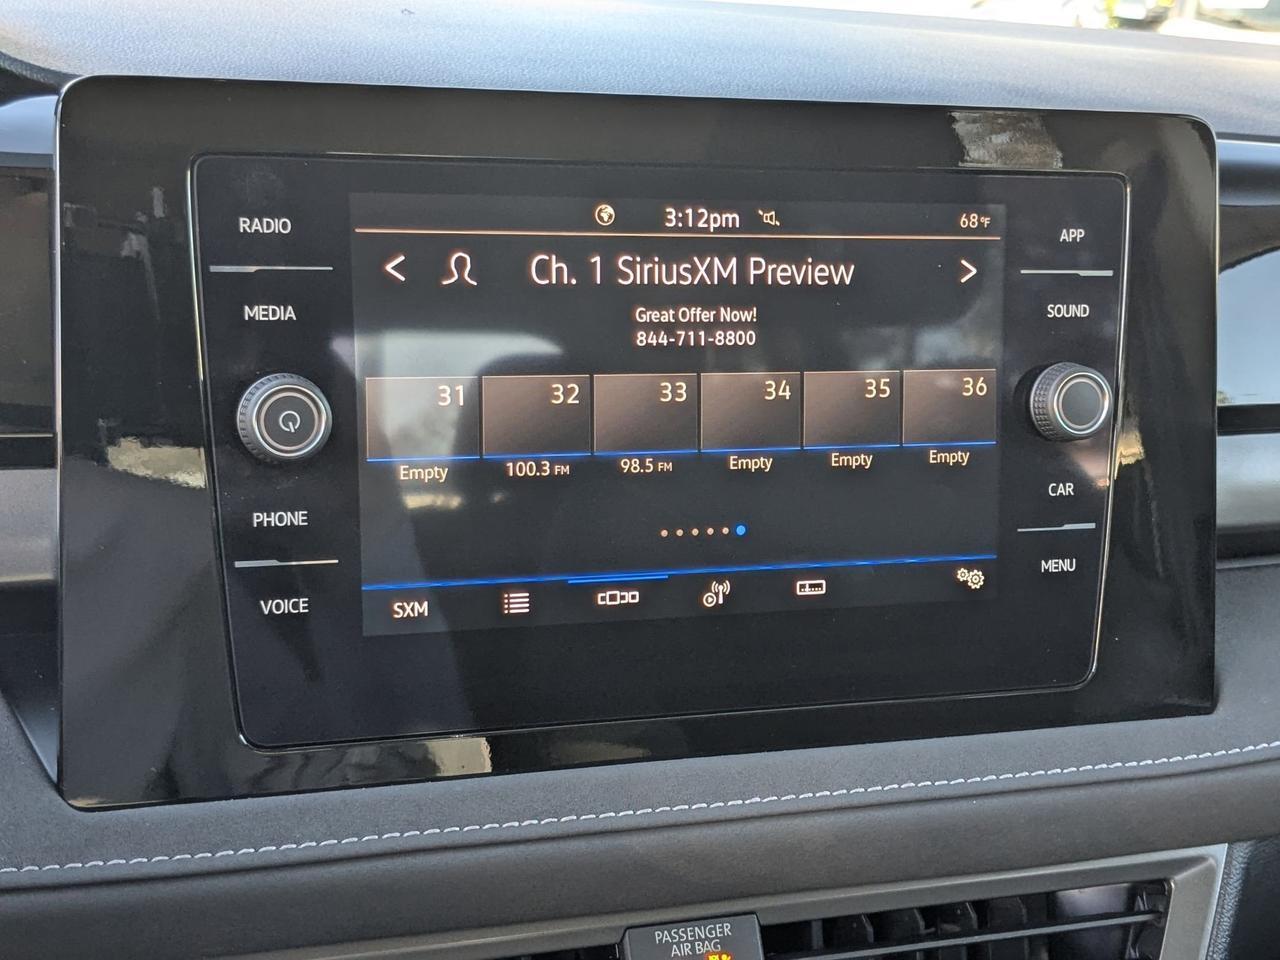 RADIO
MEDIA
PHONE
VOICE
3:12pm
68°F
< Ch. 1 SiriusXM Preview >
Great Offer Now!
844-711-8800
31 32 33 34 35 36
Empty 100.3 FM 98.5 FM Empty Empty Empty
SXM
APP
SOUND
CAR
MENU
PASSENGER
AIR BAG